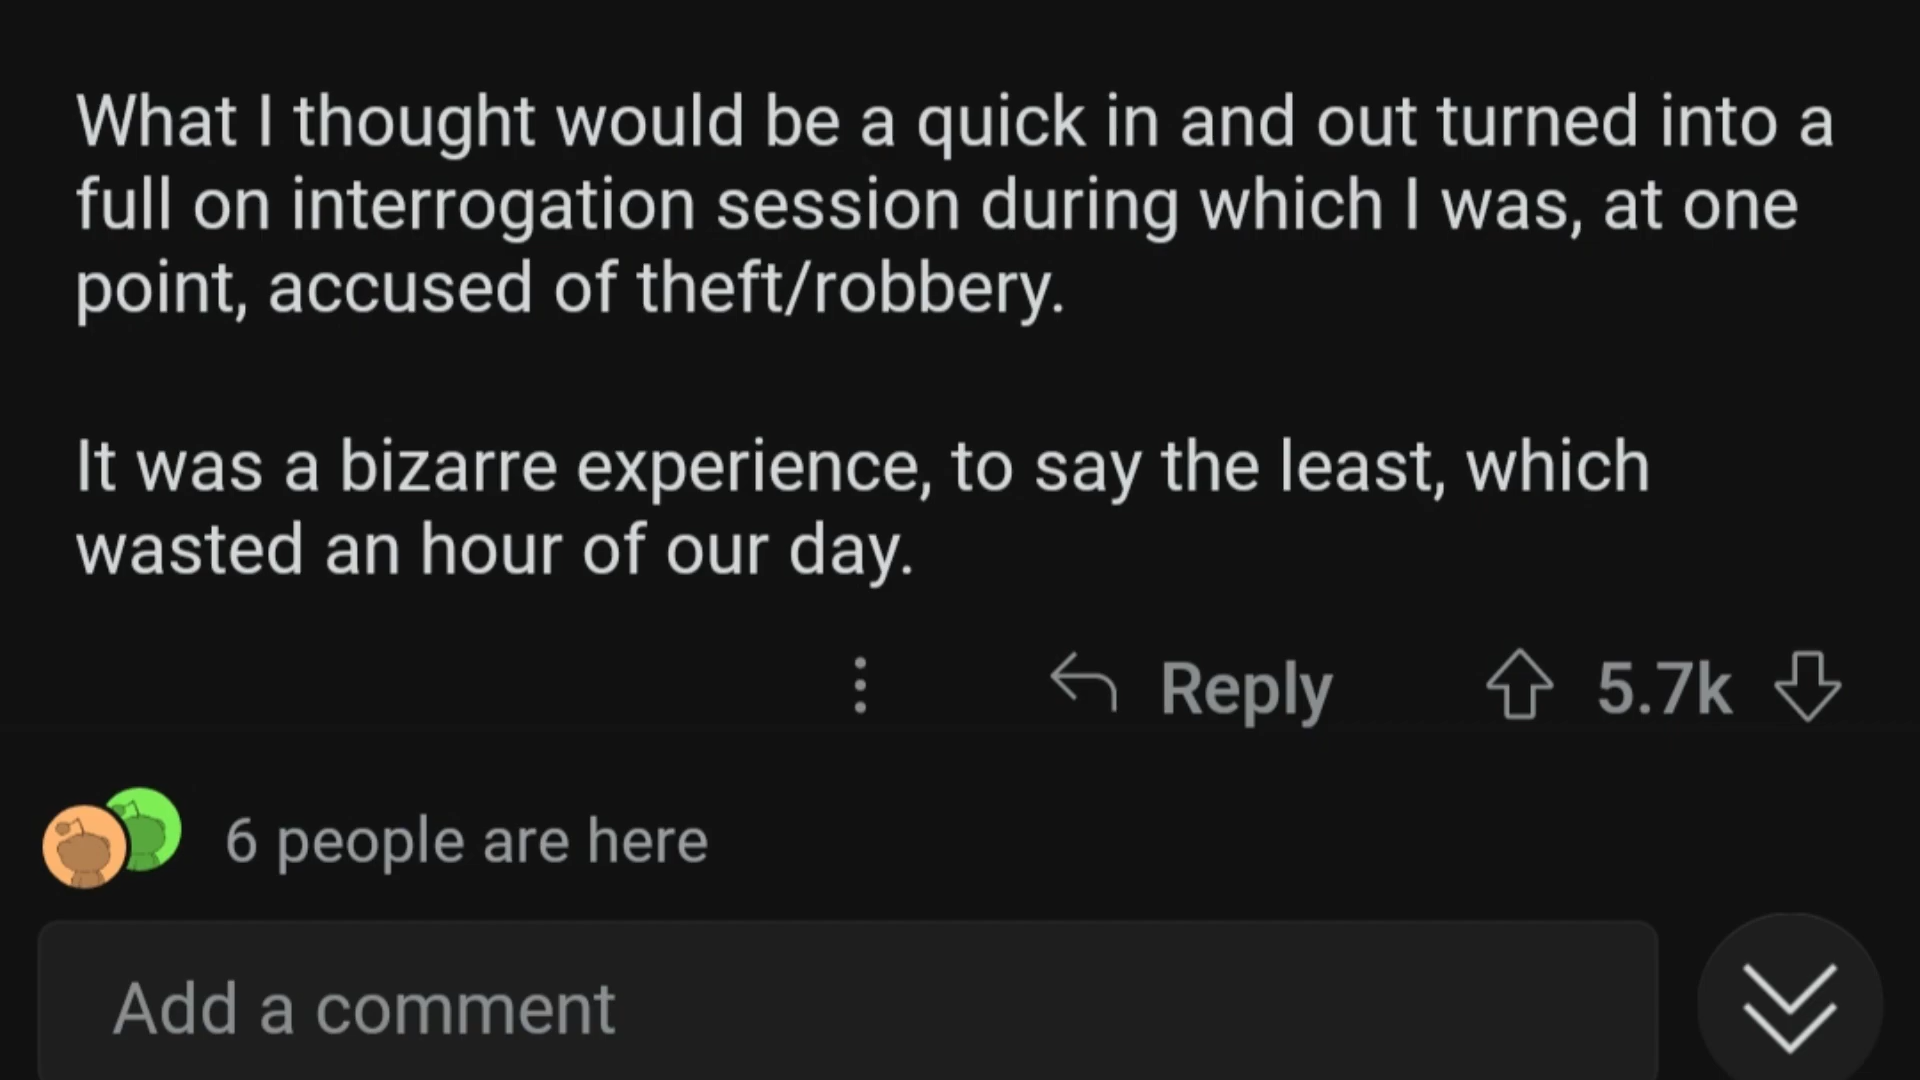 What I thought would be a quick in and out turned into a
full on interrogation session during which I was, at one
point, accused of theft/robbery.
It was a bizarre experience, to say the least, which
wasted an hour of our day.
Reply 5.7k
6 people are here
Add a comment